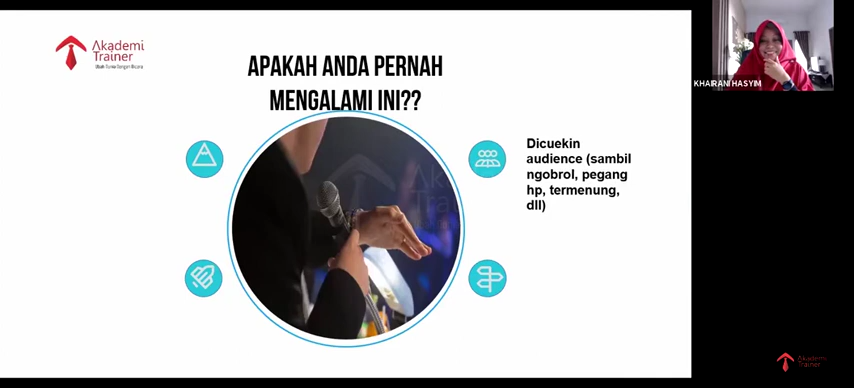 Akademi
Trainer
APAKAH ANDA PERNAH
MENGALAMI INI??
Dicuekin
audience (sambil
ngobrol, pegang
hp, termenung,
dll)
KHAIRANI HASYIM
Akademi
Trainer